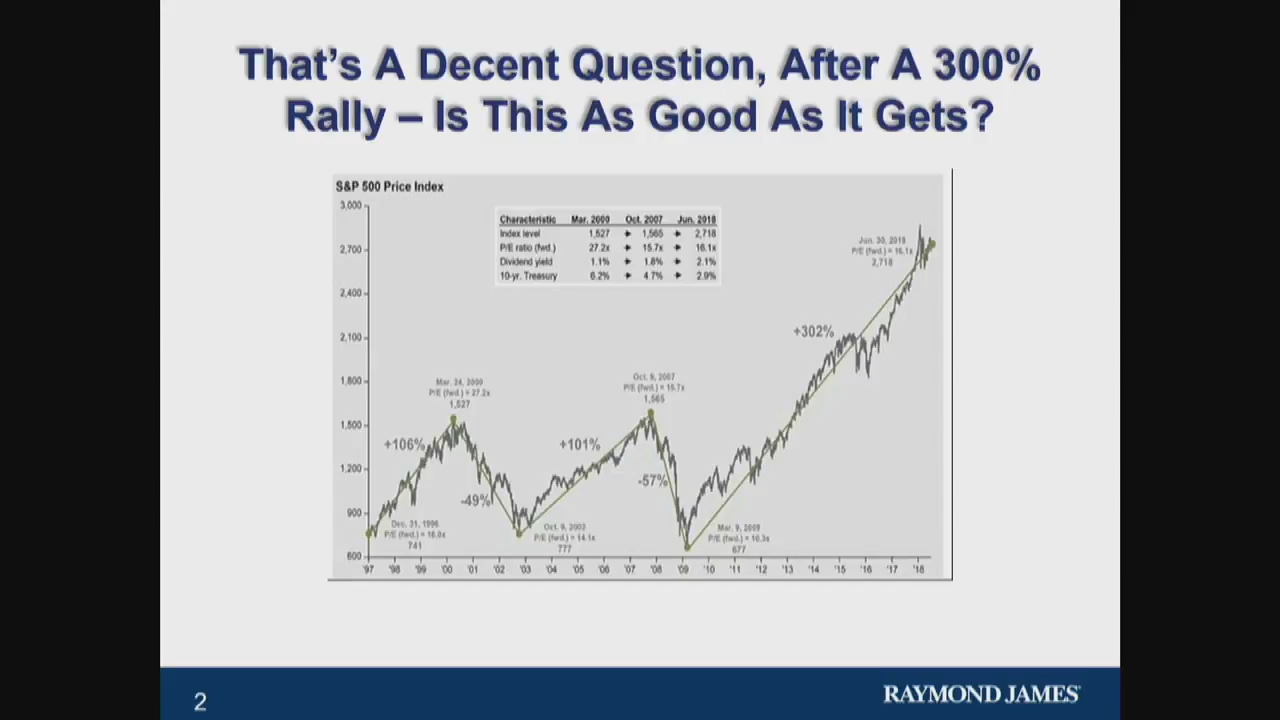 That's A Decent Question, After A 300%
Rally – Is This As Good As It Gets?
S&P 500 Price Index
3,000
2,700
2,400
2,100
1,800
1,500
1,200
900
600
Characteristic Mar. 2000 Oct. 2007 Jun. 2018
Index level 1,527 1,565 2,718
P/E ratio (fwd.) 27.2x 15.7x 16.1x
Dividend yield 1.1% 1.8% 2.1%
10-yr. Treasury 6.2% 4.7% 2.9%
Jun. 30, 2018
P/E (fwd.) = 16.1x
2,718
+302%
Mar. 24, 2000
P/E (fwd.) = 27.2x
1,527
Oct. 9, 2007
P/E (fwd.) = 15.7x
1,565
+106%
+101%
-49%
-57%
Dec. 31, 1996
P/E (fwd.) = 16.0x
741
Oct. 9, 2002
P/E (fwd.) = 14.1x
777
Mar. 9, 2009
P/E (fwd.) = 10.3x
677
'97 '98 '99 '00 '01 '02 '03 '04 '05 '06 '07 '08 '09 '10 '11 '12 '13 '14 '15 '16 '17 '18
2
RAYMOND JAMES®